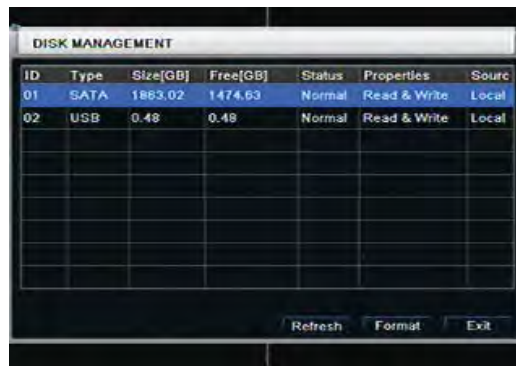 DISK MANAGEMENT
ID Type Size[GB] Free[GB] Status Properties Sourc
01 SATA 1863.02 1474.63 Normal Read & Write Local
02 USB 0.48 0.48 Normal Read & Write Local
Refresh Format Exit